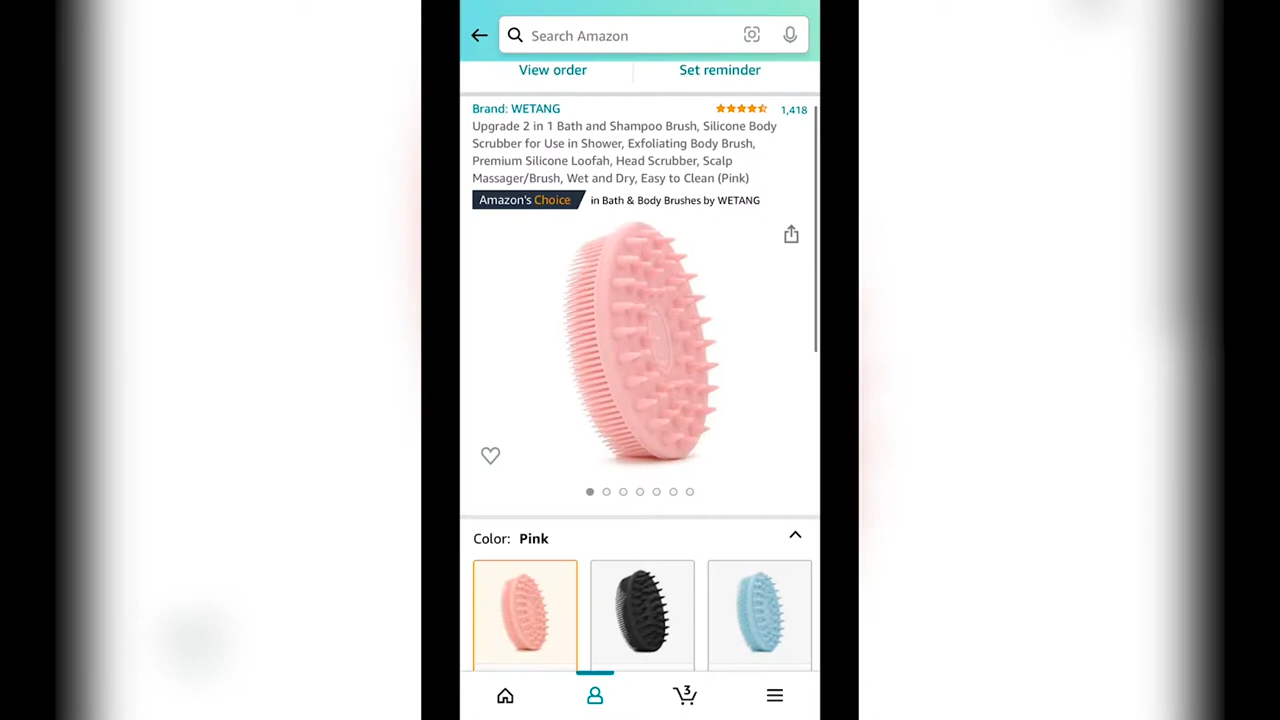 Search Amazon
View order
Set reminder
Brand: WETANG
1,418
Upgrade 2 in 1 Bath and Shampoo Brush, Silicone Body
Scrubber for Use in Shower, Exfoliating Body Brush,
Premium Silicone Loofah, Head Scrubber, Scalp
Massager/Brush, Wet and Dry, Easy to Clean (Pink)
Amazon's Choice in Bath & Body Brushes by WETANG
Color: Pink
3